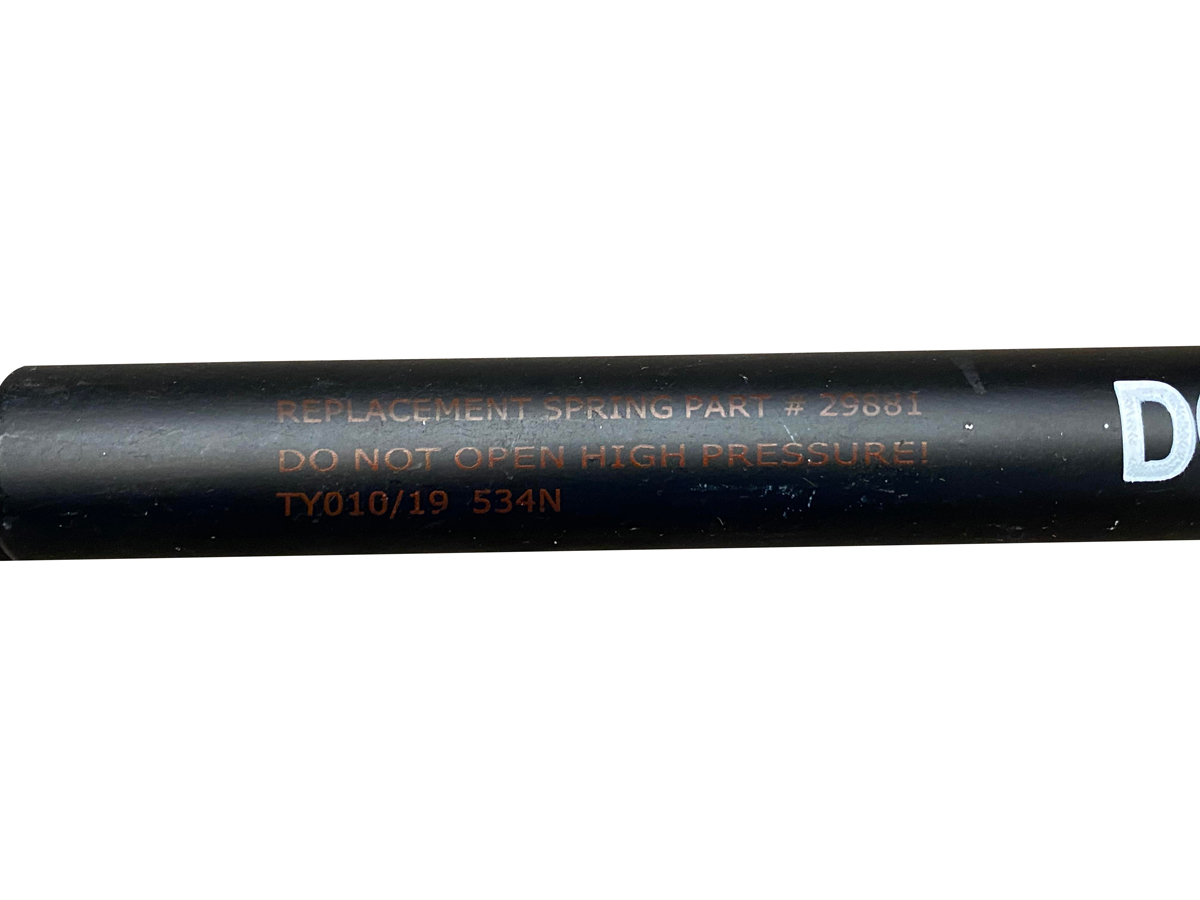 REPLACEMENT SPRING PART # 29881
DO NOT OPEN HIGH PRESSURE!
TY010/19 534N